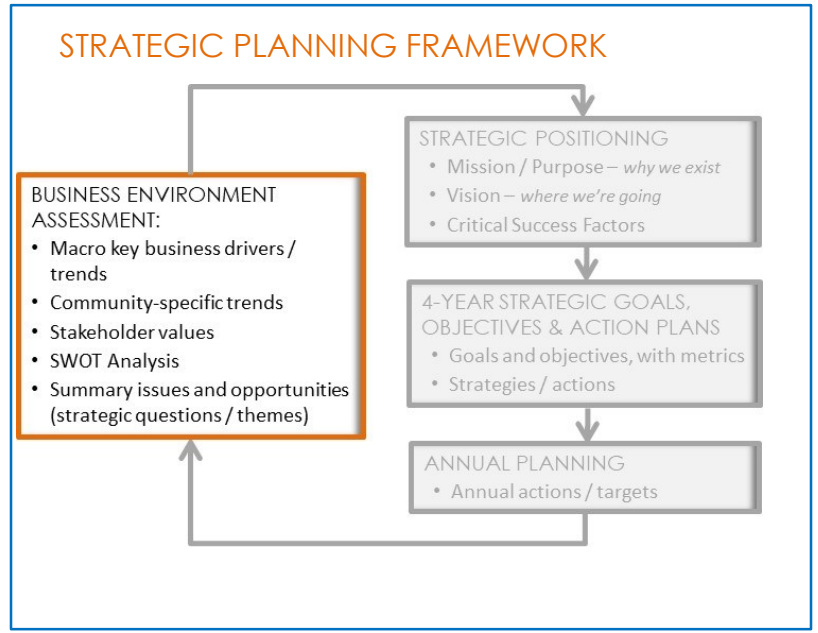 STRATEGIC PLANNING FRAMEWORK
BUSINESS ENVIRONMENT
ASSESSMENT:
• Macro key business drivers /
trends
• Community-specific trends
• Stakeholder values
• SWOT Analysis
• Summary issues and opportunities
(strategic questions / themes)
STRATEGIC POSITIONING
• Mission / Purpose – why we exist
• Vision – where we're going
• Critical Success Factors
4-YEAR STRATEGIC GOALS,
OBJECTIVES & ACTION PLANS
• Goals and objectives, with metrics
• Strategies / actions
ANNUAL PLANNING
• Annual actions / targets